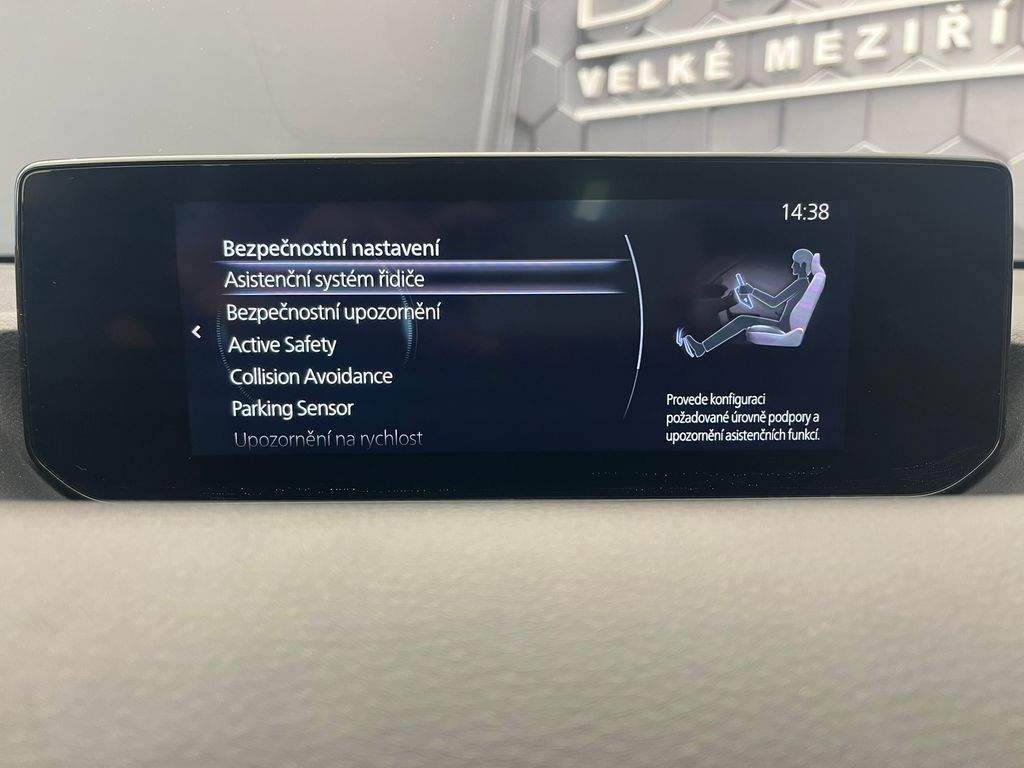 VELKÉ MEZIŘÍ
14:38
Bezpečnostní nastavení
Asistenční systém řidiče
Bezpečnostní upozornění
Active Safety
Collision Avoidance
Parking Sensor
Upozornění na rychlost
Provede konfiguraci
požadované úrovně podpory a
upozornění asistenčních funkcí.